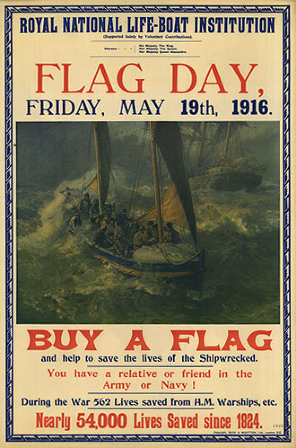 ROYAL NATIONAL LIFE-BOAT INSTITUTION
(Supported Solely by Voluntary Contributions).
Patrons: His Majesty The King.
Her Majesty The Queen.
Her Majesty Queen Alexandra.
FLAG DAY,
FRIDAY, MAY 19th, 1916.
BUY A FLAG
and help to save the lives of the Shipwrecked.
You have a relative or friend in the
Army or Navy !
During the War 562 Lives saved from H.M. Warships, etc.
Nearly 54,000 Lives Saved since 1824.